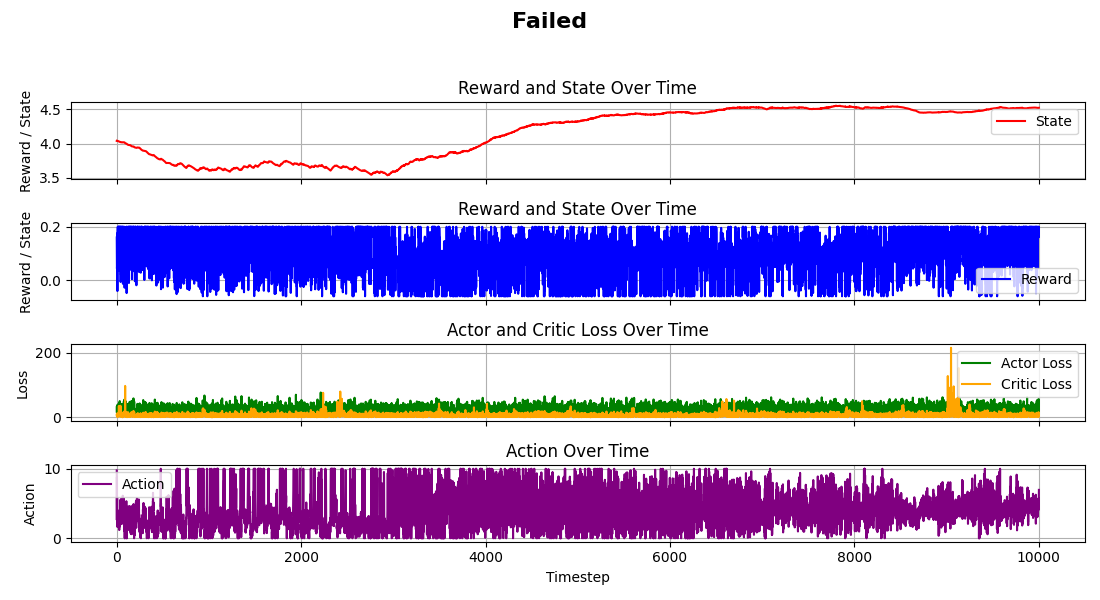 Failed
Reward and State Over Time
Reward / State
4.5
4.0
3.5
State
Reward and State Over Time
Reward / State
0.2
0.0
Reward
Actor and Critic Loss Over Time
Loss
200
0
Actor Loss
Critic Loss
Action Over Time
Action
10
0
Action
0 2000 4000 6000 8000 10000
Timestep